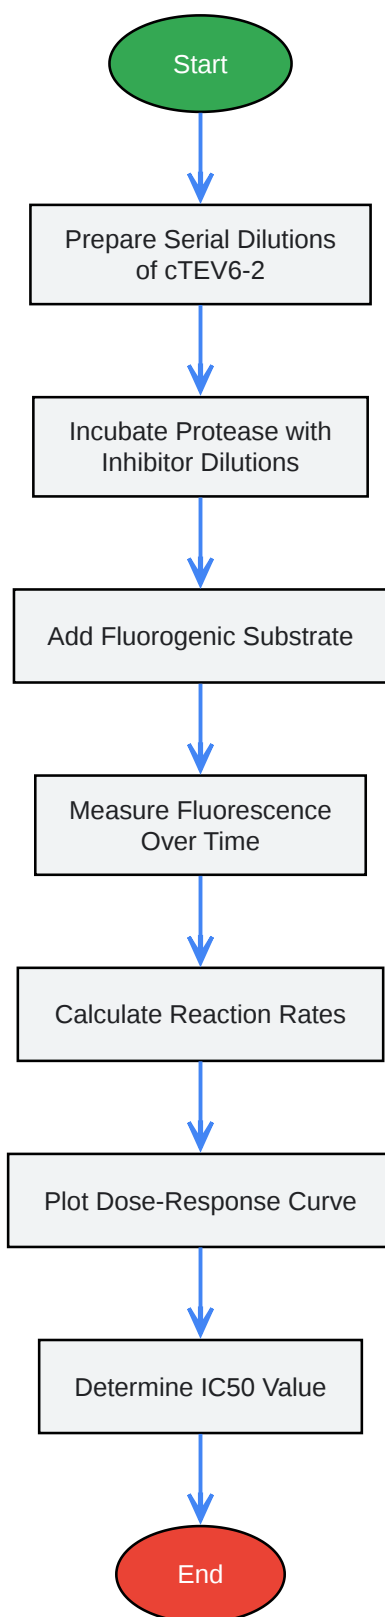 Start
Prepare Serial Dilutions
of cTEV6-2
Incubate Protease with
Inhibitor Dilutions
Add Fluorogenic Substrate
Measure Fluorescence
Over Time
Calculate Reaction Rates
Plot Dose-Response Curve
Determine IC50 Value
End